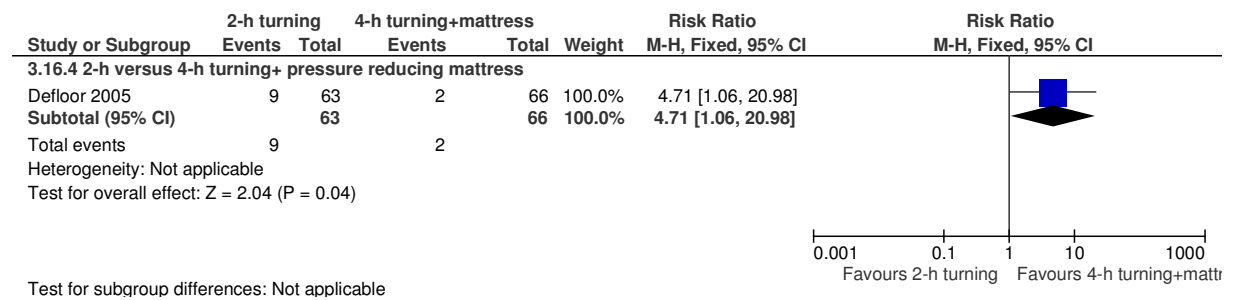 2-h turning 4-h turning+mattress Risk Ratio Risk Ratio
Study or Subgroup Events Total Events Total Weight M-H, Fixed, 95% CI M-H, Fixed, 95% CI
3.16.4 2-h versus 4-h turning+ pressure reducing mattress
Defloor 2005 9 63 2 66 100.0% 4.71 [1.06, 20.98]
Subtotal (95% CI) 63 66 100.0% 4.71 [1.06, 20.98]
Total events 9 2
Heterogeneity: Not applicable
Test for overall effect: Z = 2.04 (P = 0.04)
0.001 0.1 1 10 1000
Favours 2-h turning Favours 4-h turning+mattr
Test for subgroup differences: Not applicable